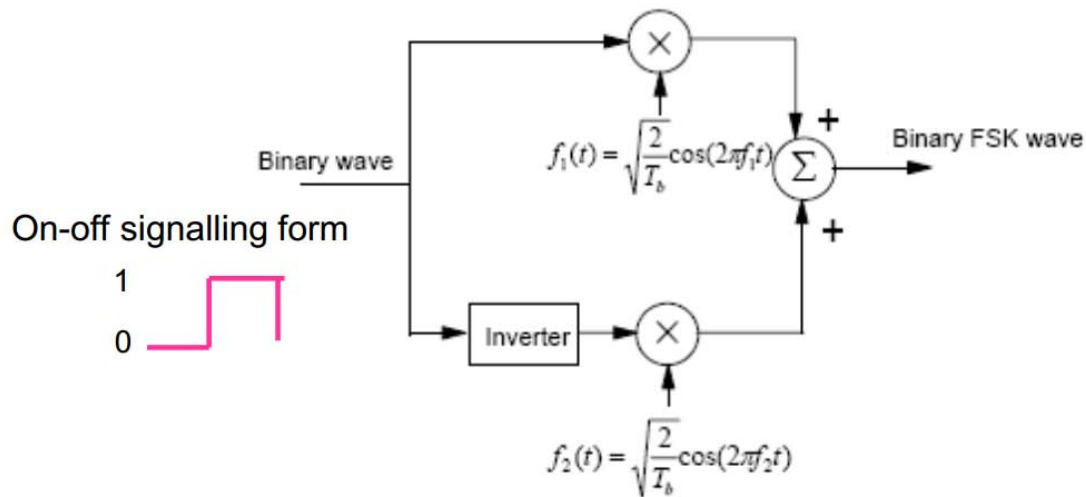 ×
f₁(t) = √(2/T_b) cos(2πf₁t)
+
Σ
Binary FSK wave
Binary wave
+
On-off signalling form
1
0
Inverter
×
f₂(t) = √(2/T_b) cos(2πf₂t)